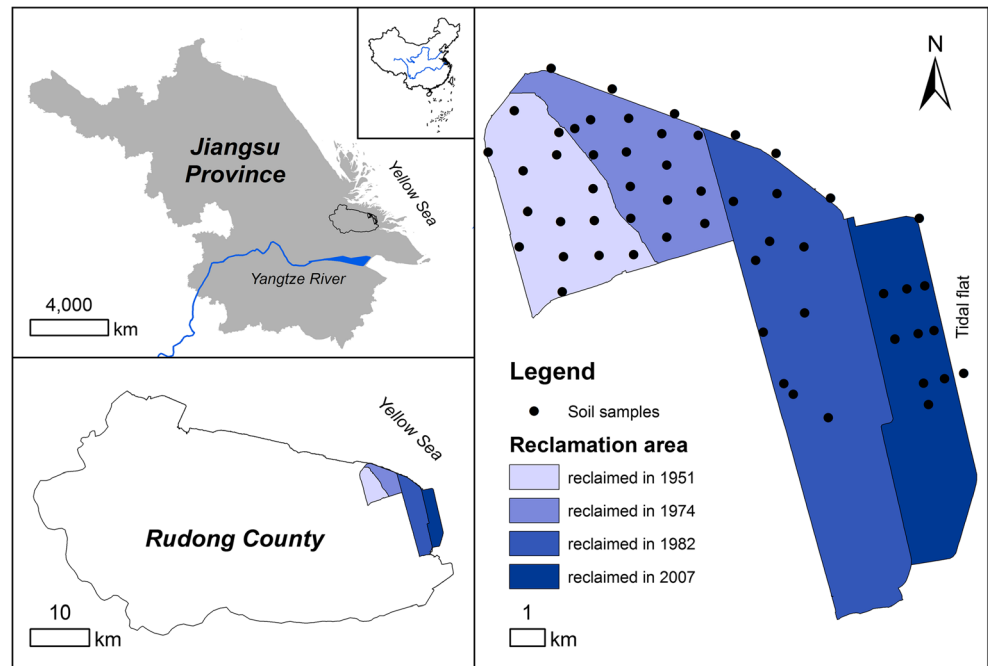 Jiangsu
Province
Yellow Sea
Yangtze River
4,000
km
Yellow Sea
Rudong County
10
km
N
Tidal flat
Legend
Soil samples
Reclamation area
reclaimed in 1951
reclaimed in 1974
reclaimed in 1982
reclaimed in 2007
1
km